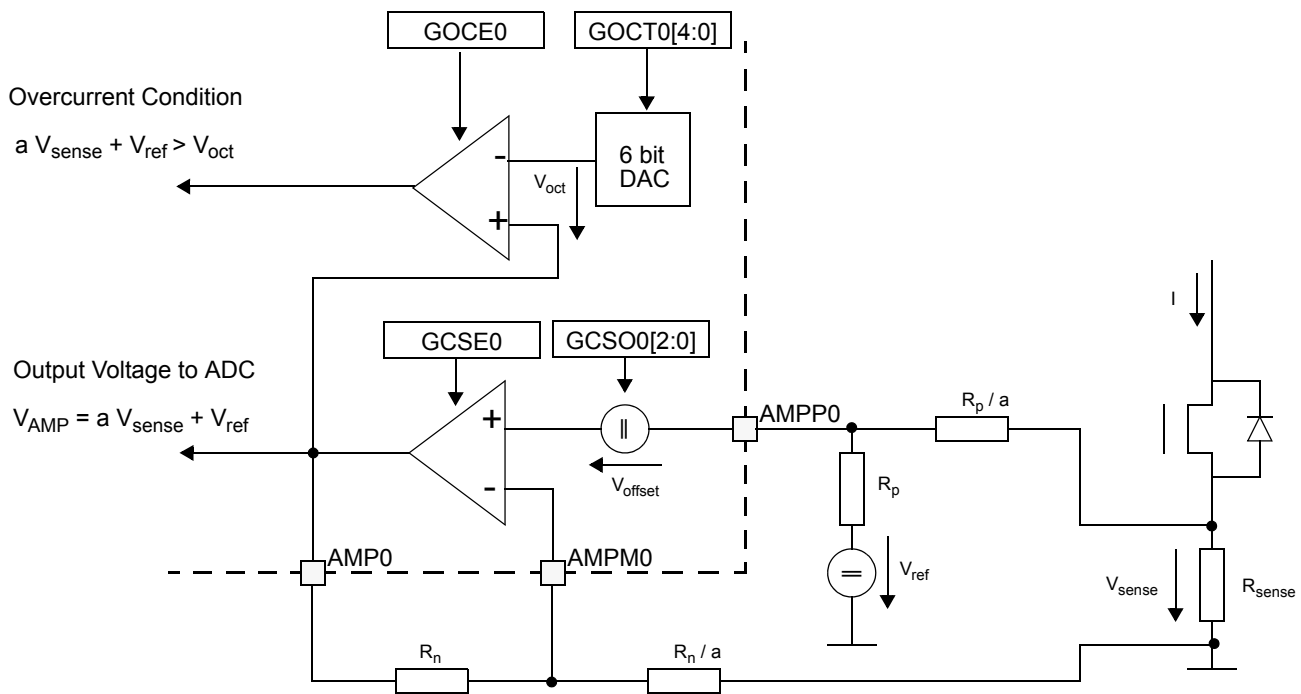 GOCE0
GOCT0[4:0]
Overcurrent Condition
a Vsense + Vref > Voct
-
6 bit
DAC
Voct
+
I
GCSE0
GCSO0[2:0]
Output Voltage to ADC
VAMP = a Vsense + Vref
AMPP0
Rp / a
+
Voffset
-
Rp
AMP0
AMPM0
Vref
Vsense
Rsense
Rn
Rn / a